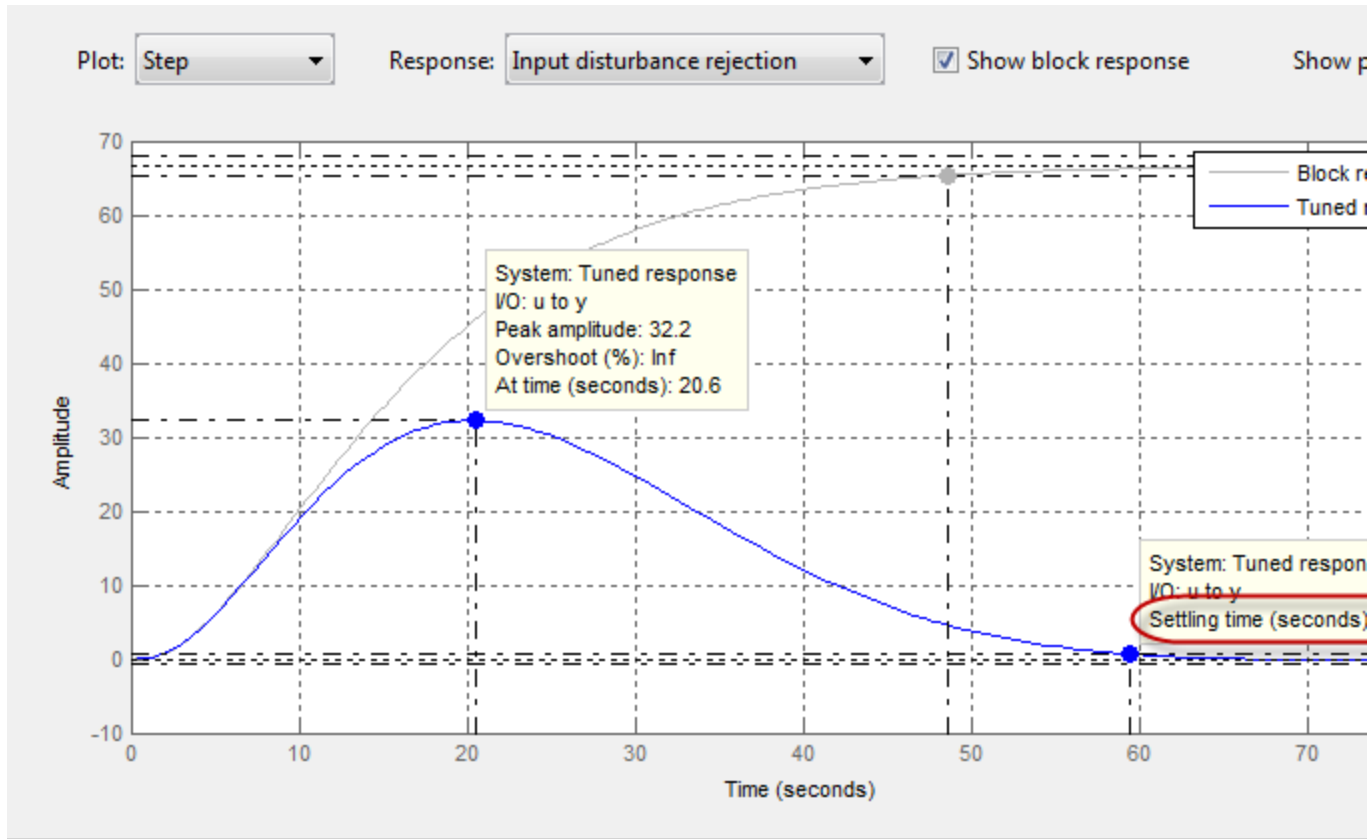 Plot: Step Response: Input disturbance rejection Show block response Show
70
60
50
40
30
20
10
0
-10
Amplitude
Block
Tuned
System: Tuned response
I/O: u to y
Peak amplitude: 32.2
Overshoot (%): Inf
At time (seconds): 20.6
System: Tuned
I/O: u to y
Settling time (seconds)
0 10 20 30 40 50 60 70
Time (seconds)